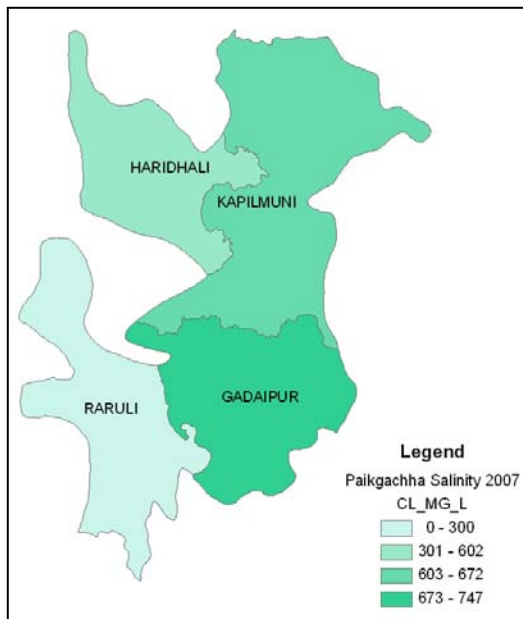 HARIDHALI
KAPILMUNI
RARULI
GADAIPUR
Legend
Paikgachha Salinity 2007
CL_MG_L
0 - 300
301 - 602
603 - 672
673 - 747